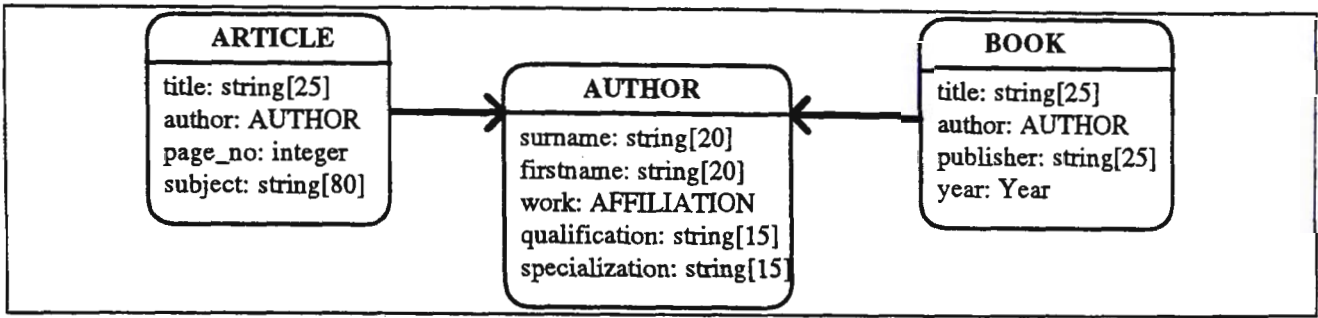 ARTICLE
title: string[25]
author: AUTHOR
page_no: integer
subject: string[80]
AUTHOR
surname: string[20]
firstname: string[20]
work: AFFILIATION
qualification: string[15]
specialization: string[15]
BOOK
title: string[25]
author: AUTHOR
publisher: string[25]
year: Year